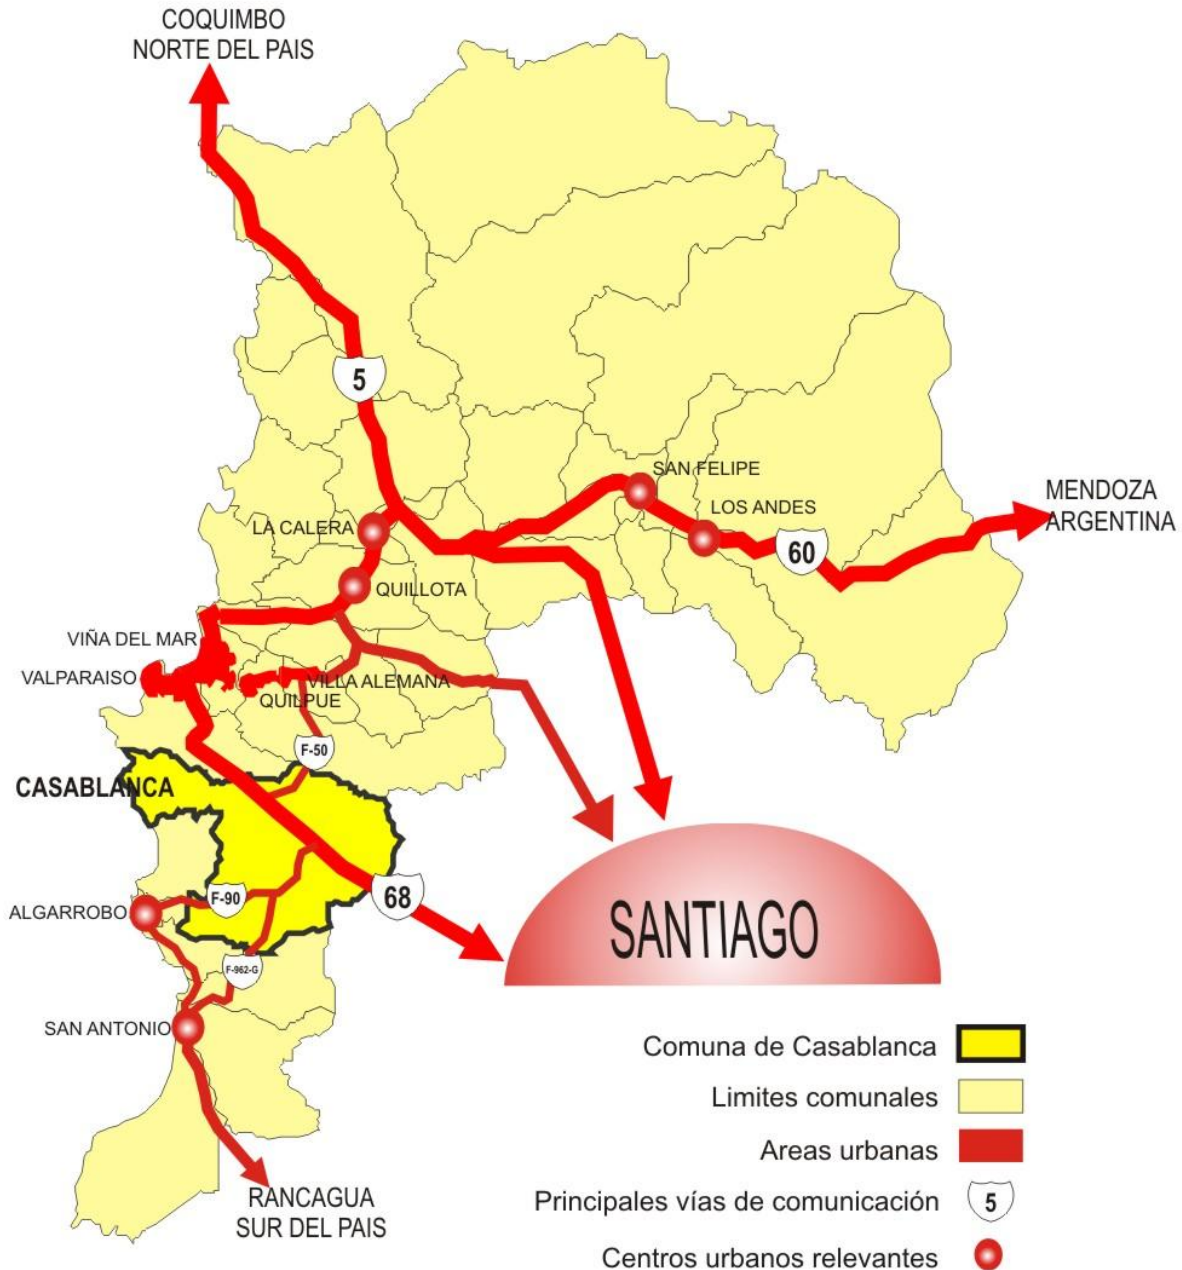 COQUIMBO
NORTE DEL PAIS
5
SAN FELIPE
LOS ANDES
MENDOZA
ARGENTINA
LA CALERA
60
QUILLOTA
VIÑA DEL MAR
VALPARAISO
VILLA ALEMANA
QUILPUE
F-50
CASABLANCA
F-90
68
ALGARROBO
SANTIAGO
F-962-G
SAN ANTONIO
RANCAGUA
SUR DEL PAIS
Comuna de Casablanca
Limites comunales
Areas urbanas
Principales vías de comunicación
5
Centros urbanos relevantes